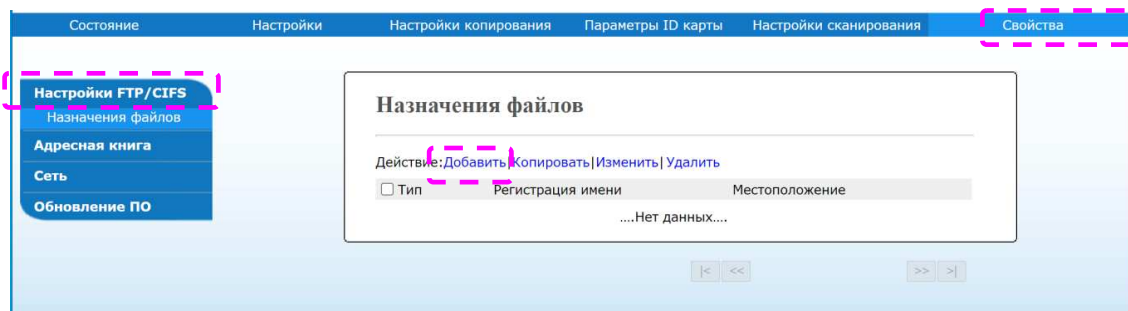 Состояние Настройки Настройки копирования Параметры ID карты Настройки сканирования Свойства
Настройки FTP/CIFS
Назначения файлов
Адресная книга
Сеть
Обновление ПО
Назначения файлов
Действие:Добавить|Копировать|Изменить| Удалить
Тип Регистрация имени Местоположение
....Нет данных....
|< << >> >|